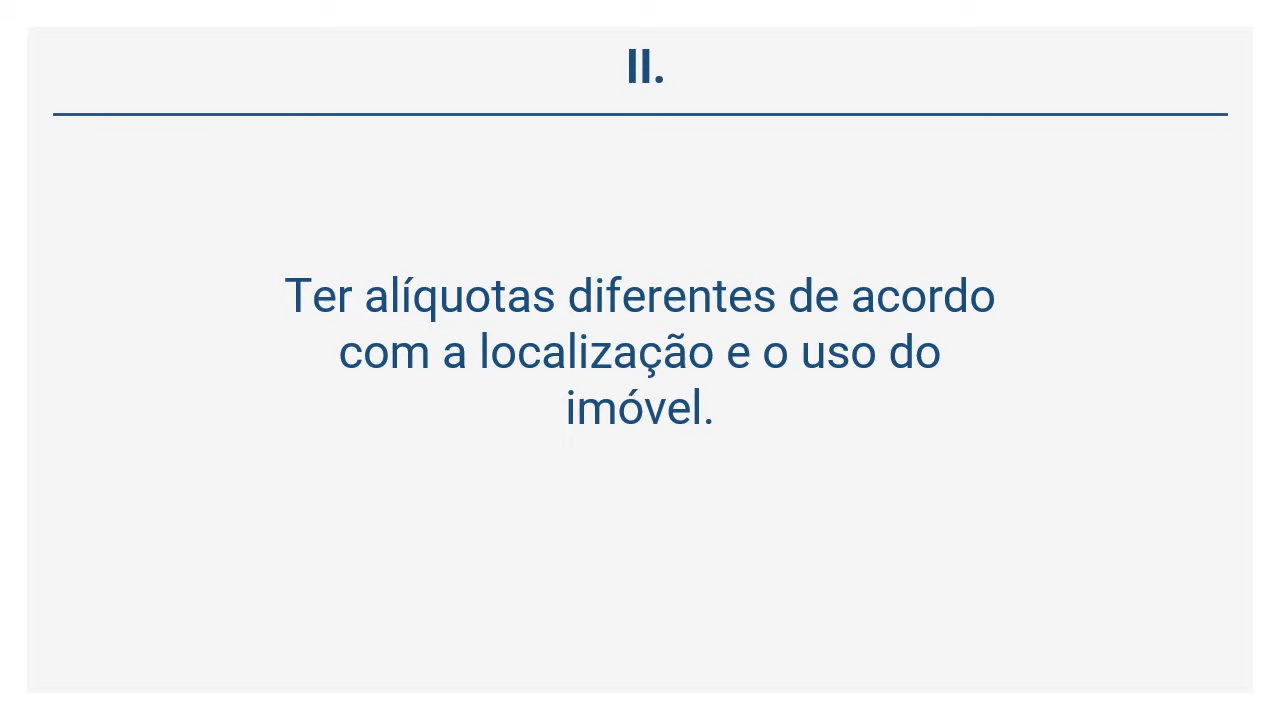 II.
Ter alíquotas diferentes de acordo
com a localização e o uso do
imóvel.